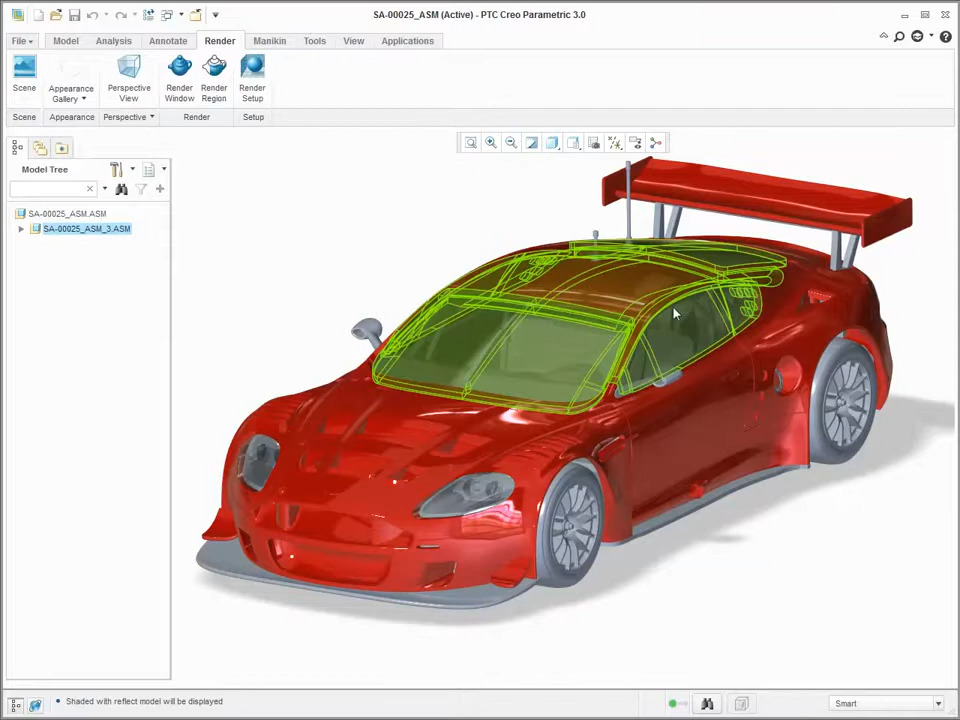 SA-00025_ASM (Active) - PTC Creo Parametric 3.0
File Model Analysis Annotate Render Manikin Tools View Applications
Scene
Appearance Gallery
Perspective View
Render Window
Render Region
Render Setup
Scene Appearance Perspective Render Setup
Model Tree
SA-00025_ASM.ASM
SA-00025_ASM_3.ASM
Shaded with reflect model will be displayed
Smart